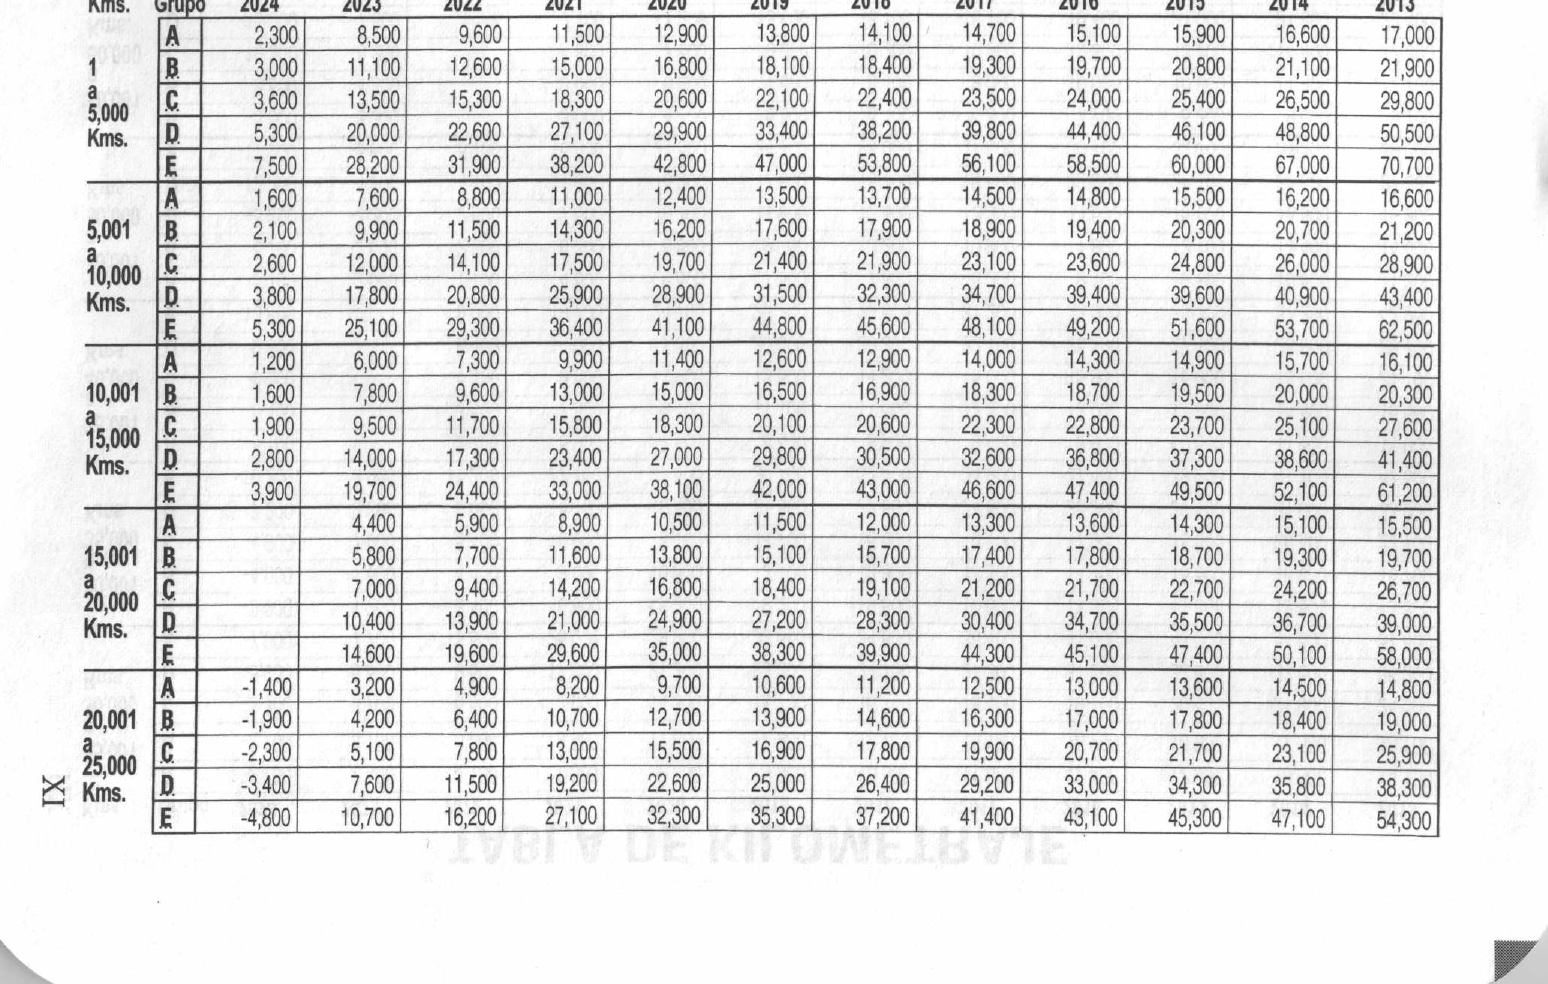 Kms. Grupo 2024 2023 2022 2021 2020 2019 2018 2017 2016 2015 2014 2013
1 a 5,000 Kms.
A 2,300 8,500 9,600 11,500 12,900 13,800 14,100 14,700 15,100 15,900 16,600 17,000
B 3,000 11,100 12,600 15,000 16,800 18,100 18,400 19,300 19,700 20,800 21,100 21,900
C 3,600 13,500 15,300 18,300 20,600 22,100 22,400 23,500 24,000 25,400 26,500 29,800
D 5,300 20,000 22,600 27,100 29,900 33,400 38,200 39,800 44,400 46,100 48,800 50,500
E 7,500 28,200 31,900 38,200 42,800 47,000 53,800 56,100 58,500 60,000 67,000 70,700
5,001 a 10,000 Kms.
A 1,600 7,600 8,800 11,000 12,400 13,500 13,700 14,500 14,800 15,500 16,200 16,600
B 2,100 9,900 11,500 14,300 16,200 17,600 17,900 18,900 19,400 20,300 20,700 21,200
C 2,600 12,000 14,100 17,500 19,700 21,400 21,900 23,100 23,600 24,800 26,000 28,900
D 3,800 17,800 20,800 25,900 28,900 31,500 32,300 34,700 39,400 39,600 40,900 43,400
E 5,300 25,100 29,300 36,400 41,100 44,800 45,600 48,100 49,200 51,600 53,700 62,500
10,001 a 15,000 Kms.
A 1,200 6,000 7,300 9,900 11,400 12,600 12,900 14,000 14,300 14,900 15,700 16,100
B 1,600 7,800 9,600 13,000 15,000 16,500 16,900 18,300 18,700 19,500 20,000 20,300
C 1,900 9,500 11,700 15,800 18,300 20,100 20,600 22,300 22,800 23,700 25,100 27,600
D 2,800 14,000 17,300 23,400 27,000 29,800 30,500 32,600 36,800 37,300 38,600 41,400
E 3,900 19,700 24,400 33,000 38,100 42,000 43,000 46,600 47,400 49,500 52,100 61,200
15,001 a 20,000 Kms.
A 4,400 5,900 8,900 10,500 11,500 12,000 13,300 13,600 14,300 15,100 15,500
B 5,800 7,700 11,600 13,800 15,100 15,700 17,400 17,800 18,700 19,300 19,700
C 7,000 9,400 14,200 16,800 18,400 19,100 21,200 21,700 22,700 24,200 26,700
D 10,400 13,900 21,000 24,900 27,200 28,300 30,400 34,700 35,500 36,700 39,000
E 14,600 19,600 29,600 35,000 38,300 39,900 44,300 45,100 47,400 50,100 58,000
20,001 a 25,000 Kms.
A -1,400 3,200 4,900 8,200 9,700 10,600 11,200 12,500 13,000 13,600 14,500 14,800
B -1,900 4,200 6,400 10,700 12,700 13,900 14,600 16,300 17,000 17,800 18,400 19,000
C -2,300 5,100 7,800 13,000 15,500 16,900 17,800 19,900 20,700 21,700 23,100 25,900
D -3,400 7,600 11,500 19,200 22,600 25,000 26,400 29,200 33,000 34,300 35,800 38,300
E -4,800 10,700 16,200 27,100 32,300 35,300 37,200 41,400 43,100 45,300 47,100 54,300
IX
TABLA DE KILOMETRAJE